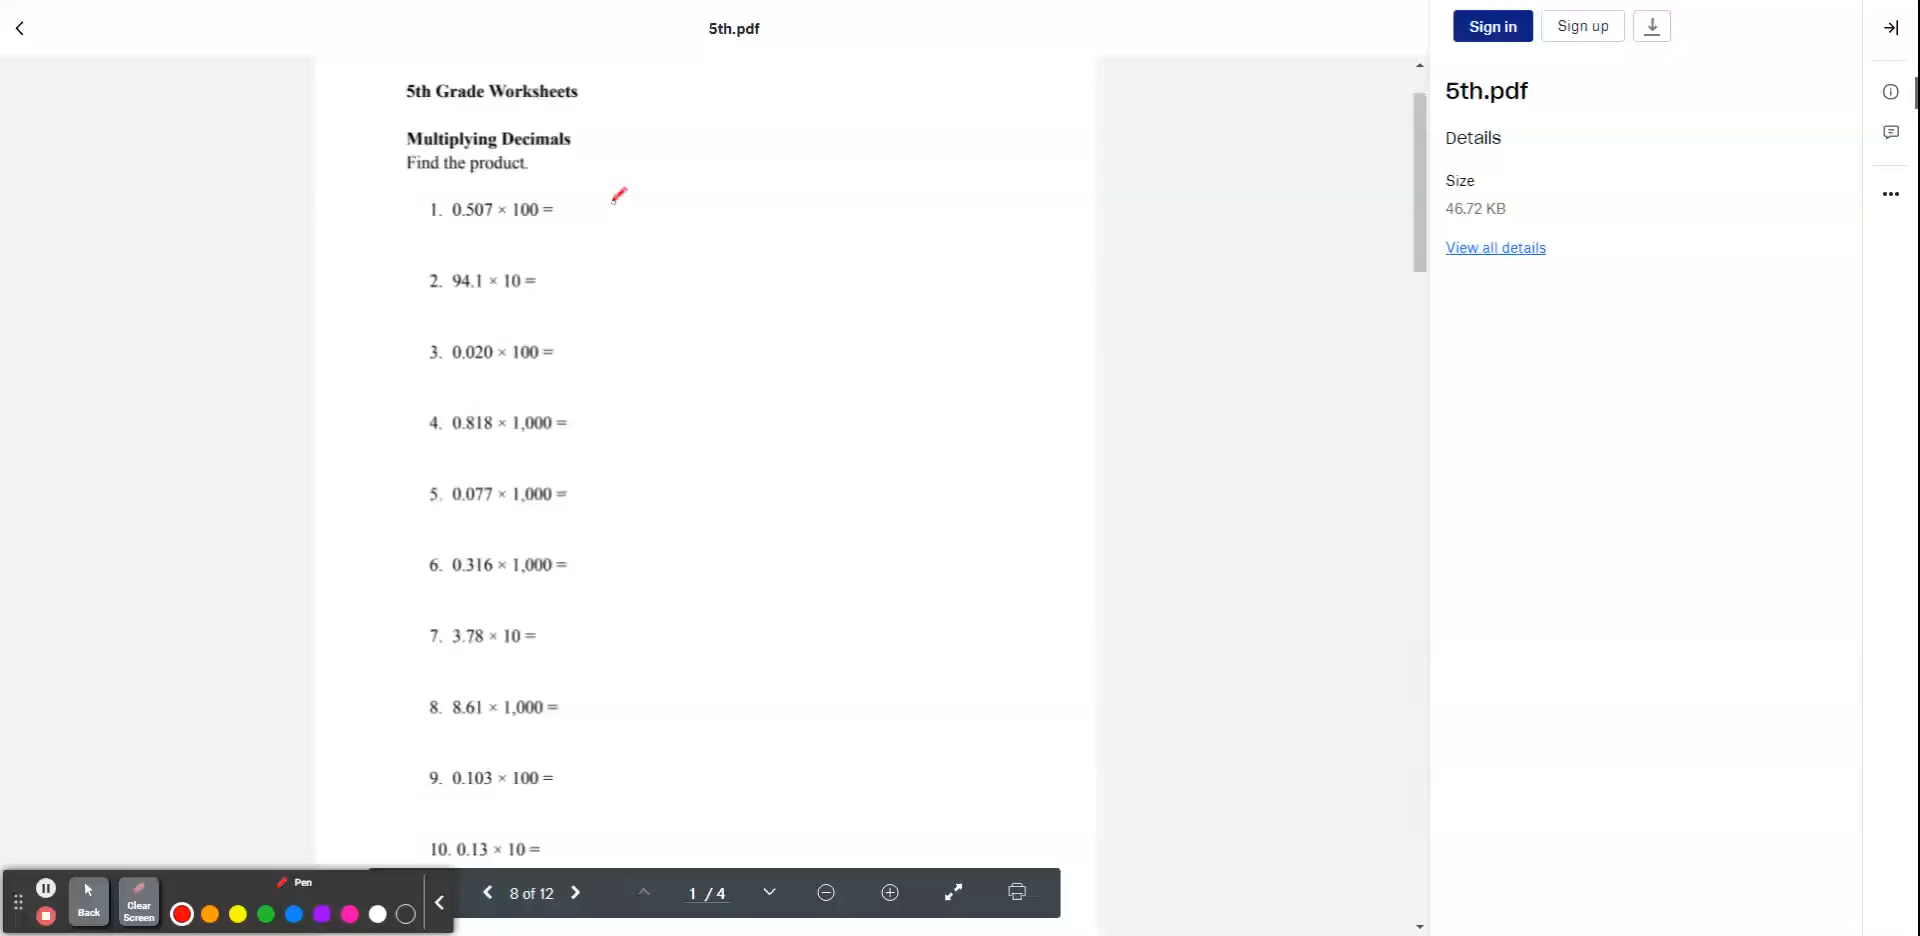 5th.pdf
Sign in
Sign up
5th Grade Worksheets
Multiplying Decimals
Find the product.
1. 0.507 × 100 =
2. 94.1 × 10 =
3. 0.020 × 100 =
4. 0.818 × 1,000 =
5. 0.077 × 1,000 =
6. 0.316 × 1,000 =
7. 3.78 × 10 =
8. 8.61 × 1,000 =
9. 0.103 × 100 =
10. 0.13 × 10 =
5th.pdf
Details
Size
46.72 KB
View all details
Back
Clear
Screen
Pen
8 of 12
1 / 4